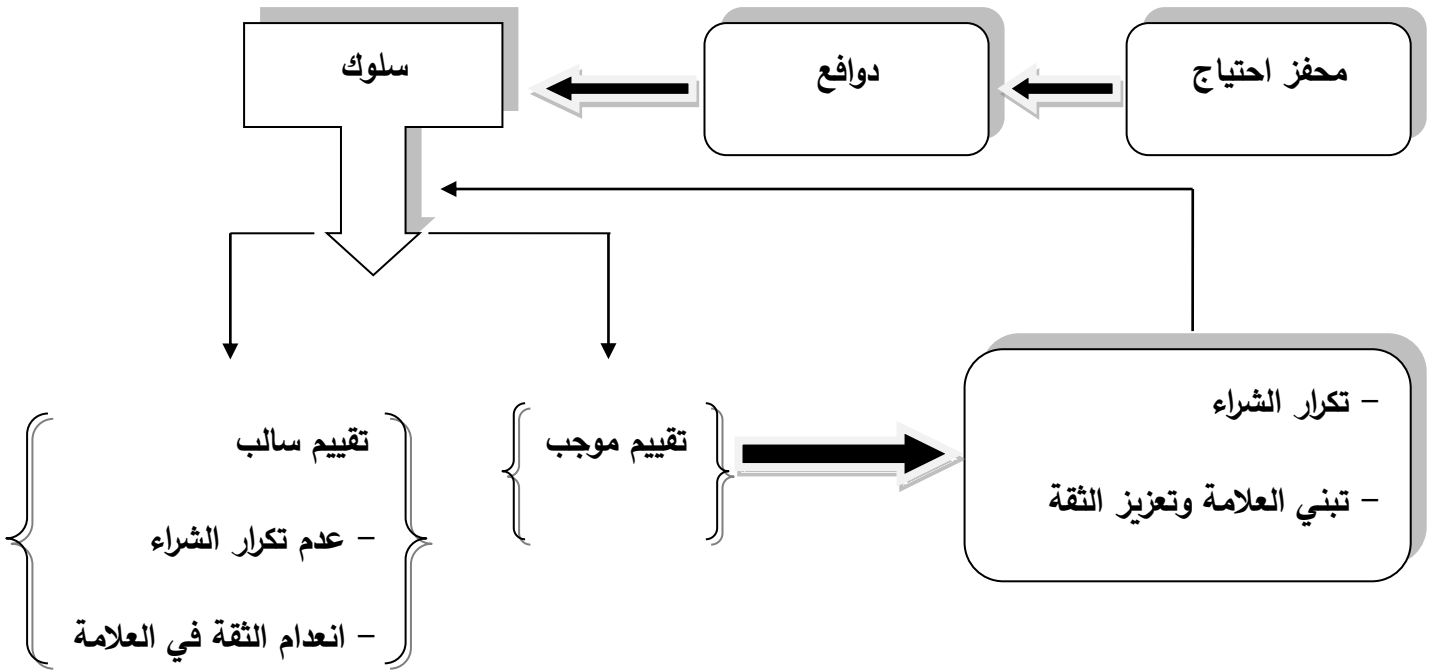 محفز احتياج
دوافع
سلوك
- تكرار الشراء
- تبني العلامة وتعزيز الثقة
تقييم موجب
تقييم سالب
- عدم تكرار الشراء
- انعدام الثقة في العلامة